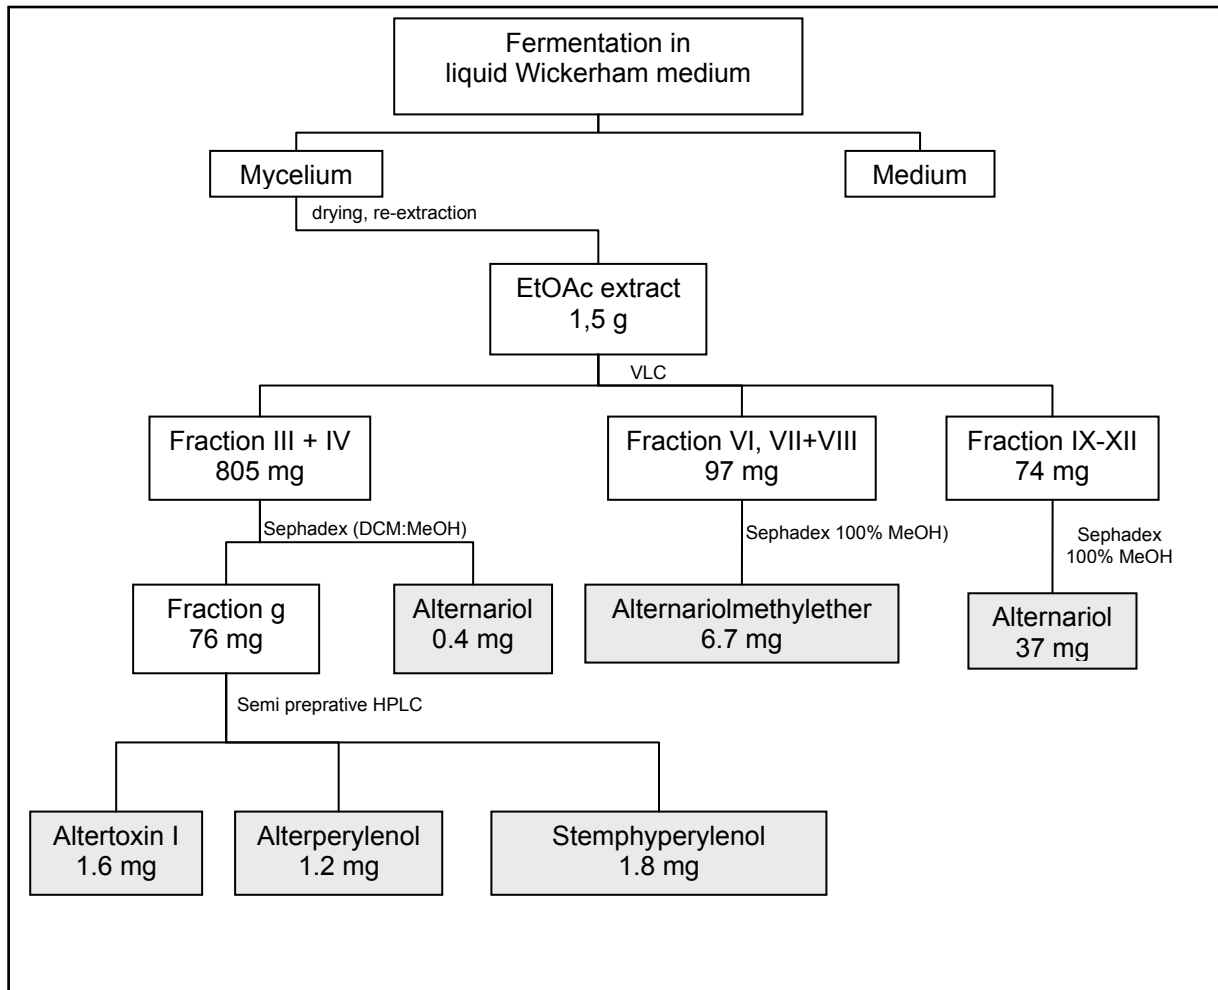 Fermentation in
liquid Wickerham medium
Mycelium
Medium
drying, re-extraction
EtOAc extract
1,5 g
VLC
Fraction III + IV
805 mg
Fraction VI, VII+VIII
97 mg
Fraction IX-XII
74 mg
Sephadex (DCM:MeOH)
Sephadex 100% MeOH)
Sephadex
100% MeOH
Fraction g
76 mg
Alternariol
0.4 mg
Alternariolmethylether
6.7 mg
Alternariol
37 mg
Semi preprative HPLC
Altertoxin I
1.6 mg
Alterperylenol
1.2 mg
Stemphyperylenol
1.8 mg